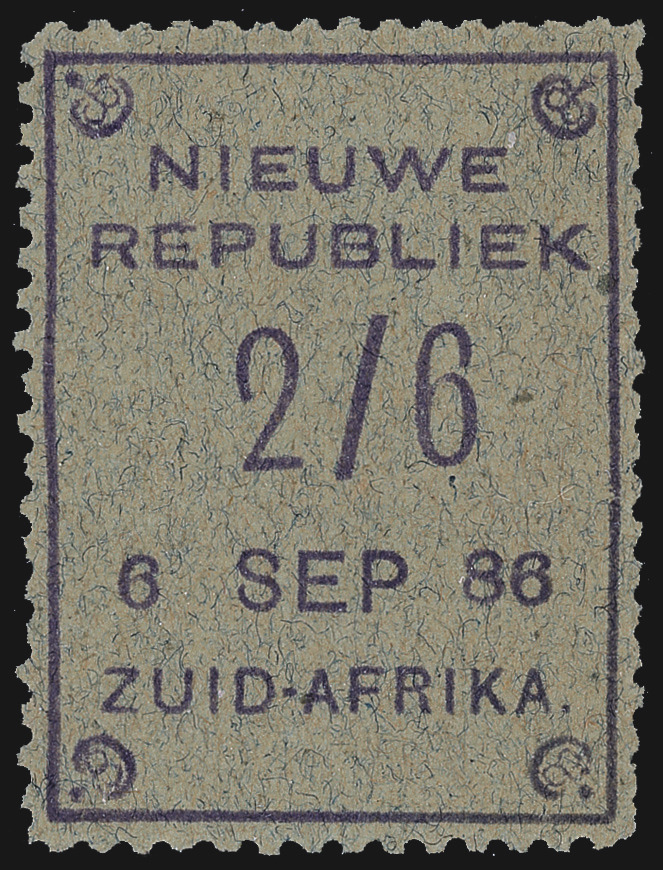 NIEUWE
REPUBLIEK
2/6
6 SEP 86
ZUID-AFRIKA.